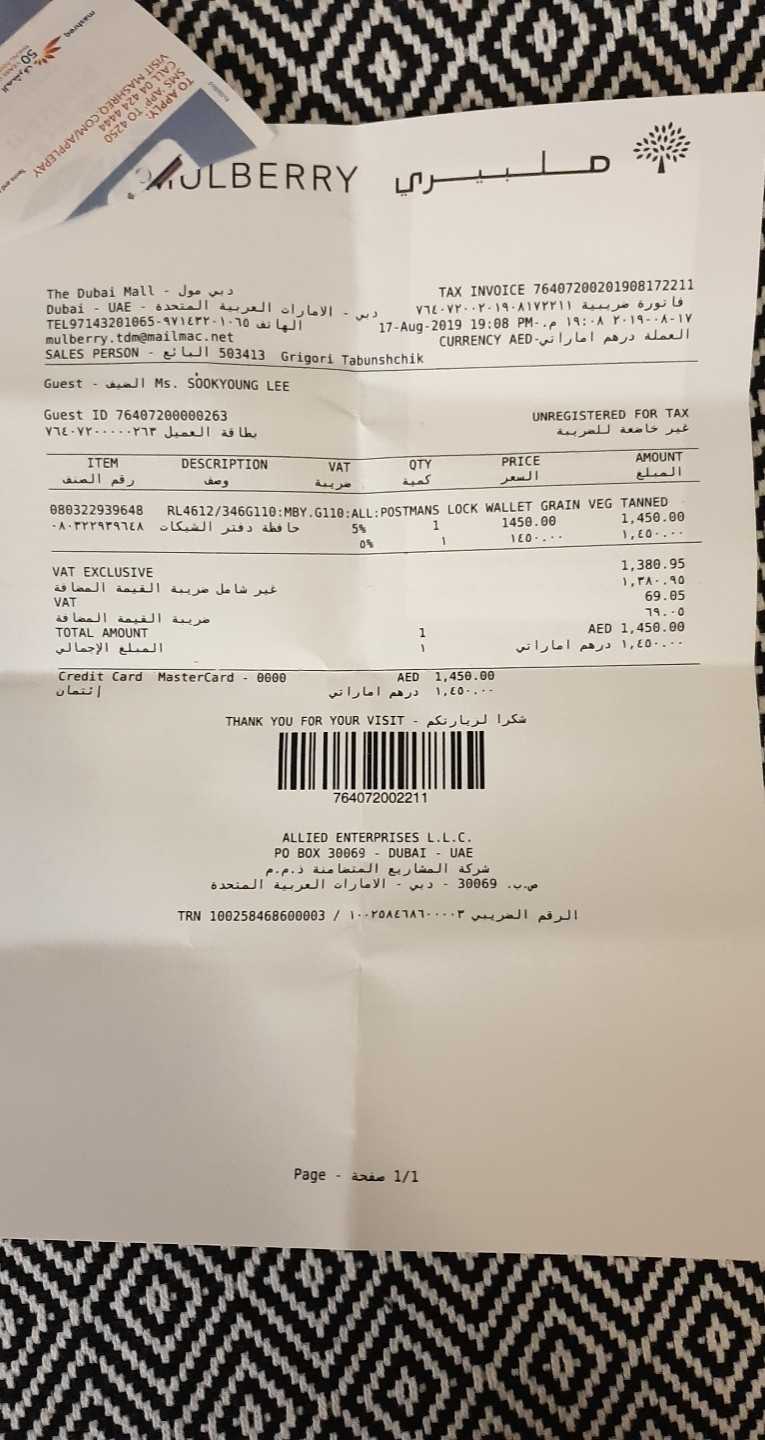 mashreq
المشرق
50
TO APPLY:
SMS 'APP' TO 4250
CALL 04 424 4444
VISIT MASHREQ.COM/APPLEPAY
MULBERRY ملبيري
The Dubai Mall - دبي مول
Dubai - UAE - دبي - الامارات العربية المتحدة
TEL97143201065-الهاتف ٩٧١٤٣٢٠١٠٦٥
mulberry.tdm@mailmac.net
SALES PERSON - البائع 503413 Grigori Tabunshchik
TAX INVOICE 76407200201908172211
فاتورة ضريبية ٧٦٤٠٧٢٠٠٢٠١٩٠٨١٧٢٢١١
17-Aug-2019 19:08 PM-.م ١٩:٠٨ ٢٠١٩-٠٨-١٧
CURRENCY AED-العملة درهم اماراتي
Guest - الضيف Ms. SOOKYOUNG LEE
Guest ID 76407200000263
بطاقة العميل ٧٦٤٠٧٢٠٠٠٠٠٢٦٣
UNREGISTERED FOR TAX
غير خاضعة للضريبة
ITEM DESCRIPTION VAT QTY PRICE AMOUNT
رقم الصنف وصف ضريبة كمية السعر المبلغ
080322939648 RL4612/346G110:MBY.G110:ALL:POSTMANS LOCK WALLET GRAIN VEG TANNED
٠٨٠٣٢٢٩٣٩٦٤٨ حافظة دفتر الشيكات 5% 1 1450.00 1,450.00
0% ١ ١٤٥٠.٠٠ ١,٤٥٠.٠٠
VAT EXCLUSIVE 1,380.95
غير شامل ضريبة القيمة المضافة ١,٣٨٠.٩٥
VAT 69.05
ضريبة القيمة المضافة ٦٩.٠٥
TOTAL AMOUNT 1 AED 1,450.00
المبلغ الإجمالي ١ ١,٤٥٠.٠٠ درهم اماراتي
Credit Card MasterCard - 0000 AED 1,450.00
إئتمان ١,٤٥٠.٠٠ درهم اماراتي
THANK YOU FOR YOUR VISIT - شكرا لزيارتكم
764072002211
ALLIED ENTERPRISES L.L.C.
PO BOX 30069 - DUBAI - UAE
شركة المشاريع المتضامنة ذ.م.م
ص.ب. 30069 - دبي - الامارات العربية المتحدة
TRN 100258468600003 / الرقم الضريبي ١٠٠٢٥٨٤٦٨٦٠٠٠٠٣
Page - صفحة 1/1